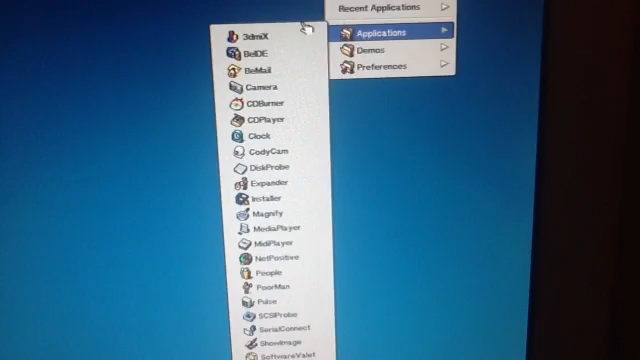 Recent Applications
Applications
Demos
Preferences
3dmiX
BeIDE
BeMail
Camera
CDBurner
CDPlayer
Clock
CodyCam
DiskProbe
Expander
Installer
Magnify
MediaPlayer
MidiPlayer
NetPositive
People
PoorMan
Pulse
SCSIProbe
SerialConnect
ShowImage
SoftwareValet